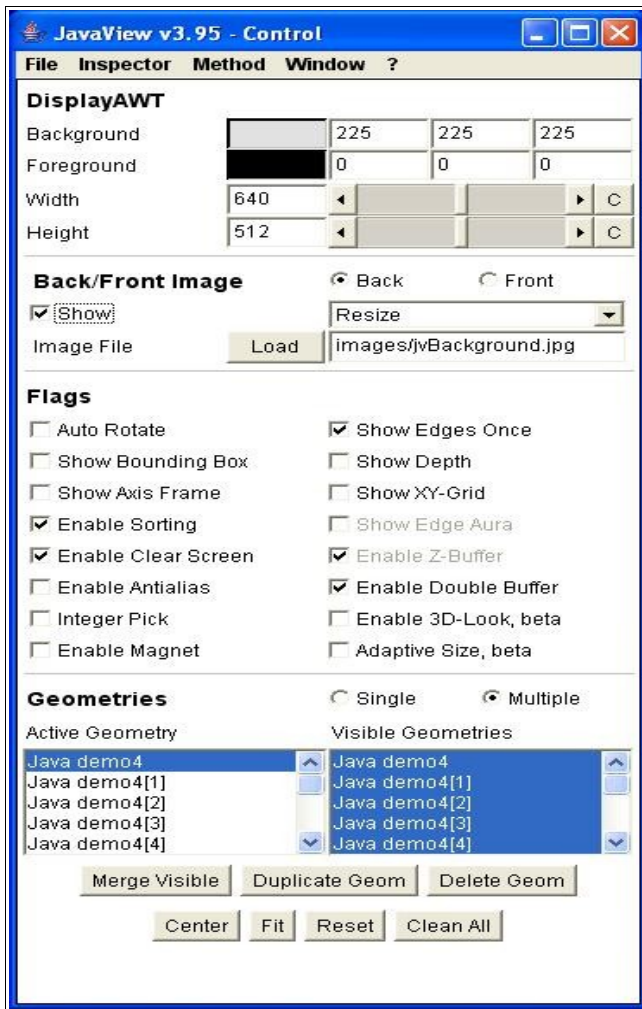 JavaView v3.95 - Control
File Inspector Method Window ?
DisplayAWT
Background 225 225 225
Foreground 0 0 0
Width 640 C
Height 512 C
Back/Front Image Back Front
Show Resize
Image File Load images/jvBackground.jpg
Flags
Auto Rotate Show Edges Once
Show Bounding Box Show Depth
Show Axis Frame Show XY-Grid
Enable Sorting Show Edge Aura
Enable Clear Screen Enable Z-Buffer
Enable Antialias Enable Double Buffer
Integer Pick Enable 3D-Look, beta
Enable Magnet Adaptive Size, beta
Geometries Single Multiple
Active Geometry Visible Geometries
Java demo4 Java demo4
Java demo4[1] Java demo4[1]
Java demo4[2] Java demo4[2]
Java demo4[3] Java demo4[3]
Java demo4[4] Java demo4[4]
Merge Visible Duplicate Geom Delete Geom
Center Fit Reset Clean All